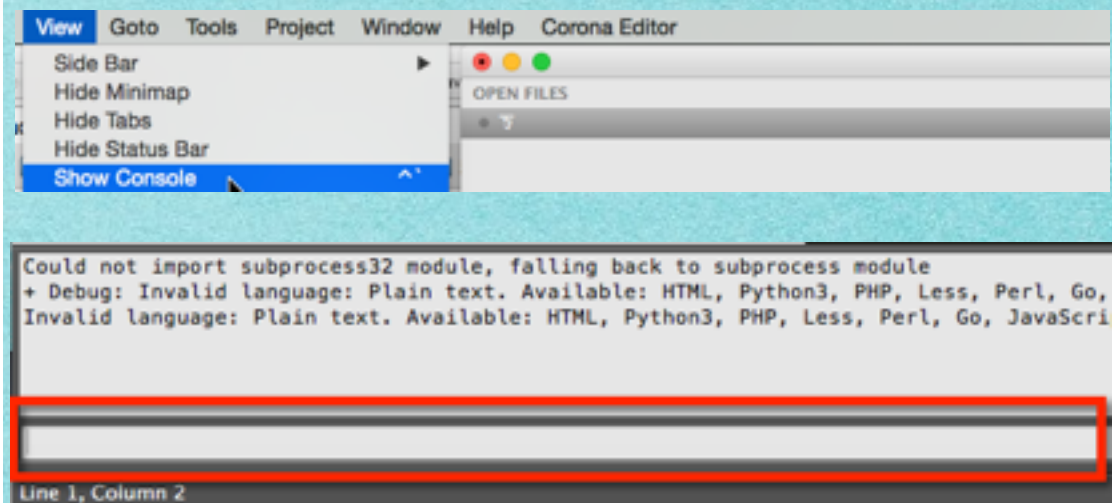 View Goto Tools Project Window Help Corona Editor
Side Bar
Hide Minimap
OPEN FILES
Hide Tabs
Hide Status Bar
Show Console ^`
Could not import subprocess32 module, falling back to subprocess module
+ Debug: Invalid language: Plain text. Available: HTML, Python3, PHP, Less, Perl, Go,
Invalid language: Plain text. Available: HTML, Python3, PHP, Less, Perl, Go, JavaScri
Line 1, Column 2